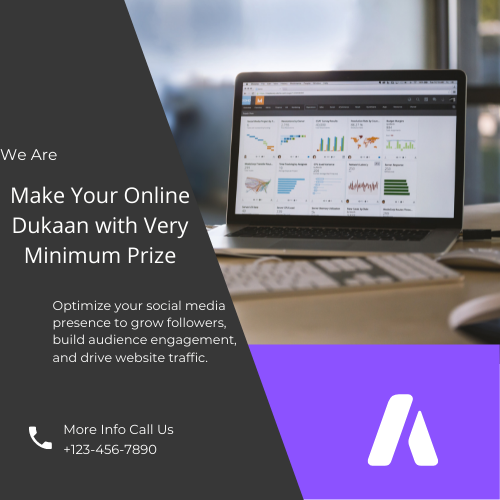 We Are
Make Your Online
Dukaan with Very
Minimum Prize
Optimize your social media
presence to grow followers,
build audience engagement,
and drive website traffic.
More Info Call Us
+123-456-7890